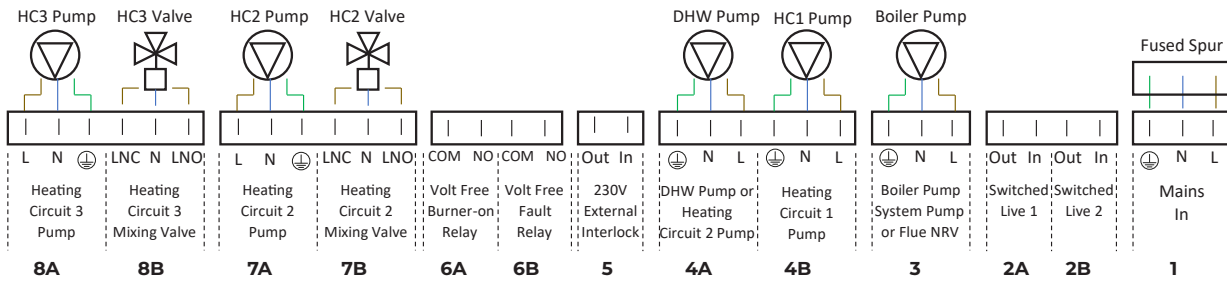 HC3 Pump HC3 Valve HC2 Pump HC2 Valve DHW Pump HC1 Pump Boiler Pump
Fused Spur
L N LNC N LNO L N LNC N LNO COM NO COM NO Out In N L N L N L Out In Out In N L
Heating Heating Heating Heating Volt Free Volt Free 230V DHW Pump or Heating Boiler Pump Switched Switched Mains
Circuit 3 Circuit 3 Circuit 2 Circuit 2 Burner-on Fault External Heating Circuit 1 System Pump Live 1 Live 2 In
Pump Mixing Valve Pump Mixing Valve Relay Relay Interlock Circuit 2 Pump Pump or Flue NRV
8A 8B 7A 7B 6A 6B 5 4A 4B 3 2A 2B 1